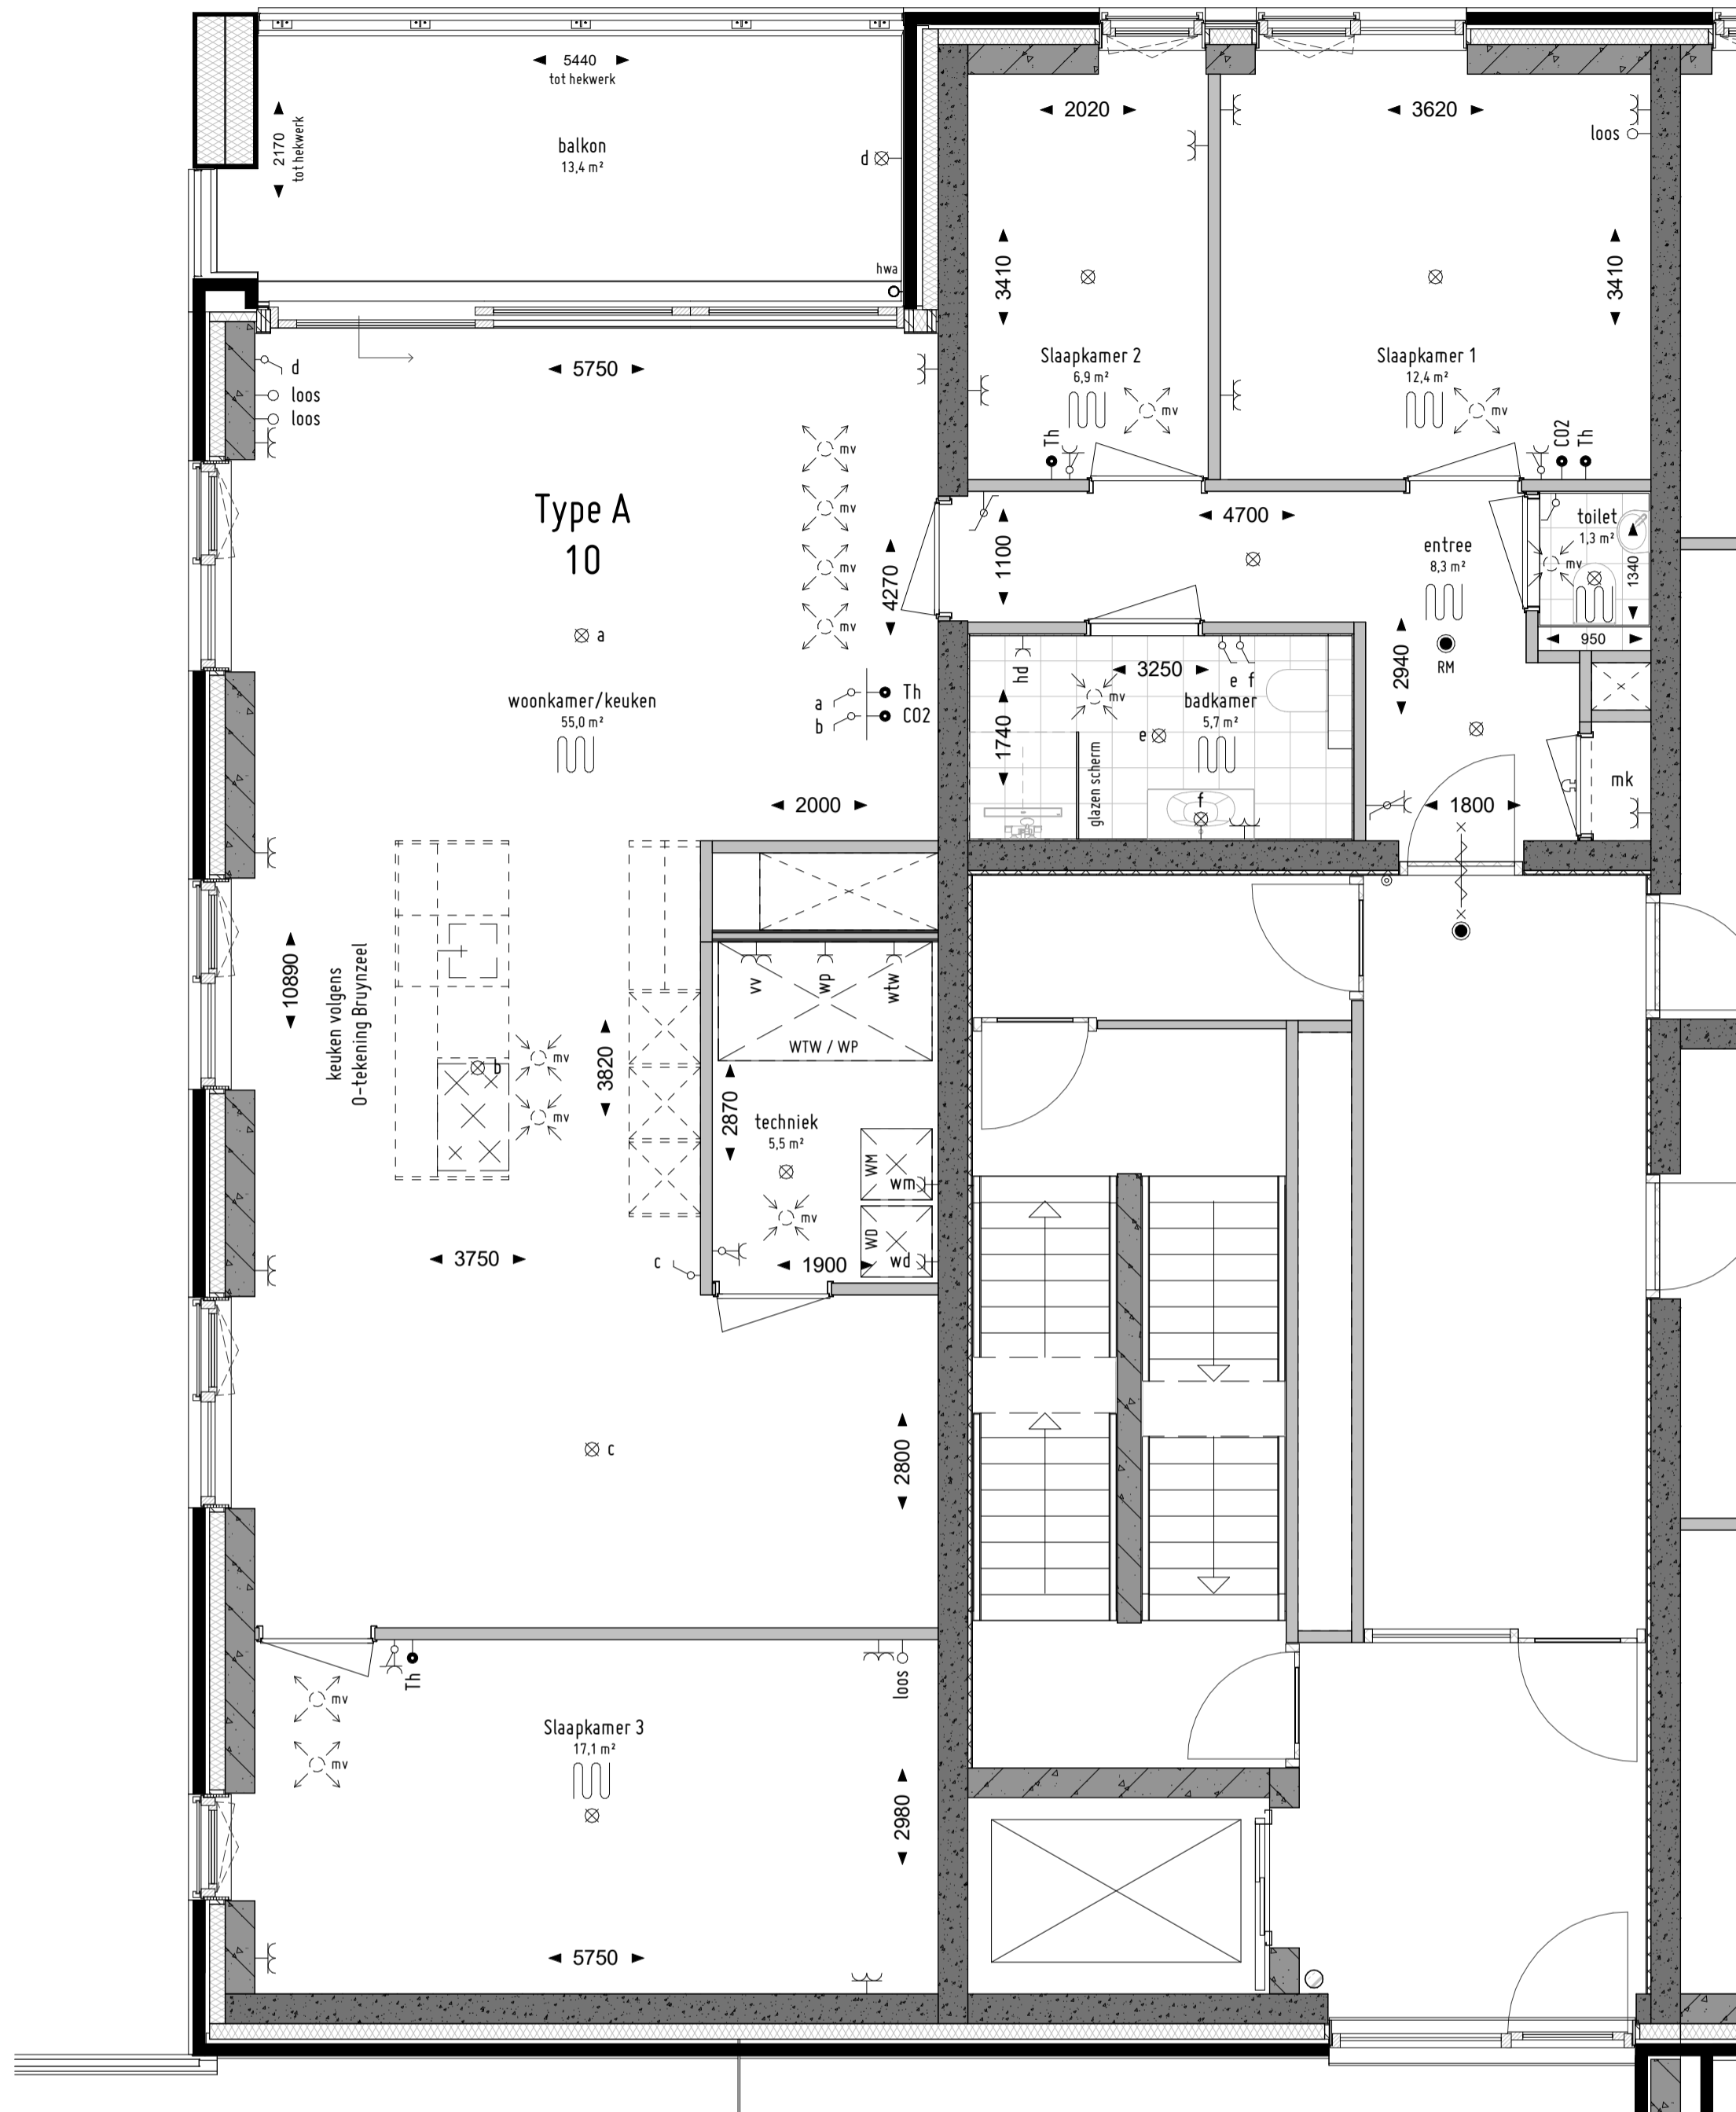 5440
tot hekwerk
2170
tot hekwerk
balkon
13,4 m²
d
hwa
2020
3620
loos
3410
3410
Slaapkamer 2
6,9 m²
mv
Th
Slaapkamer 1
12,4 m²
mv
CO2
Th
d
loos
loos
5750
mv
mv
mv
mv
Type A
10
4270
a
woonkamer/keuken
55,0 m²
a
b
Th
CO2
2000
1100
4700
entree
8,3 m²
RM
toilet
1,3 m²
mv
1340
950
2940
hd
mv
3250
e f
badkamer
5,7 m²
e
1740
glazen scherm
f
1800
mk
10890
keuken volgens
0-tekening Bruynzeel
b
mv
mv
3820
vv
wp
wtw
WTW / WP
2870
techniek
5,5 m²
mv
WM
wm
WD
wd
1900
c
3750
c
2800
Th
loos
mv
mv
Slaapkamer 3
17,1 m²
2980
5750